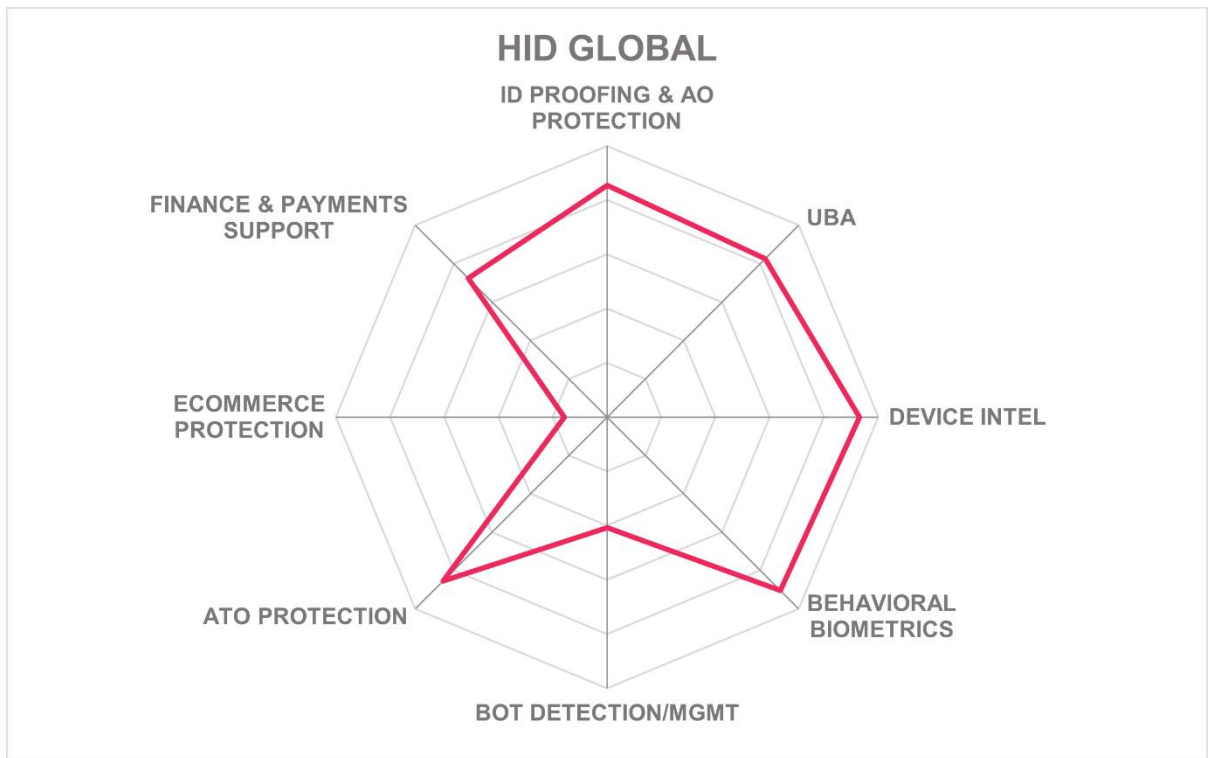 HID GLOBAL
ID PROOFING & AO
PROTECTION
FINANCE & PAYMENTS
SUPPORT
UBA
ECOMMERCE
PROTECTION
DEVICE INTEL
ATO PROTECTION
BEHAVIORAL
BIOMETRICS
BOT DETECTION/MGMT